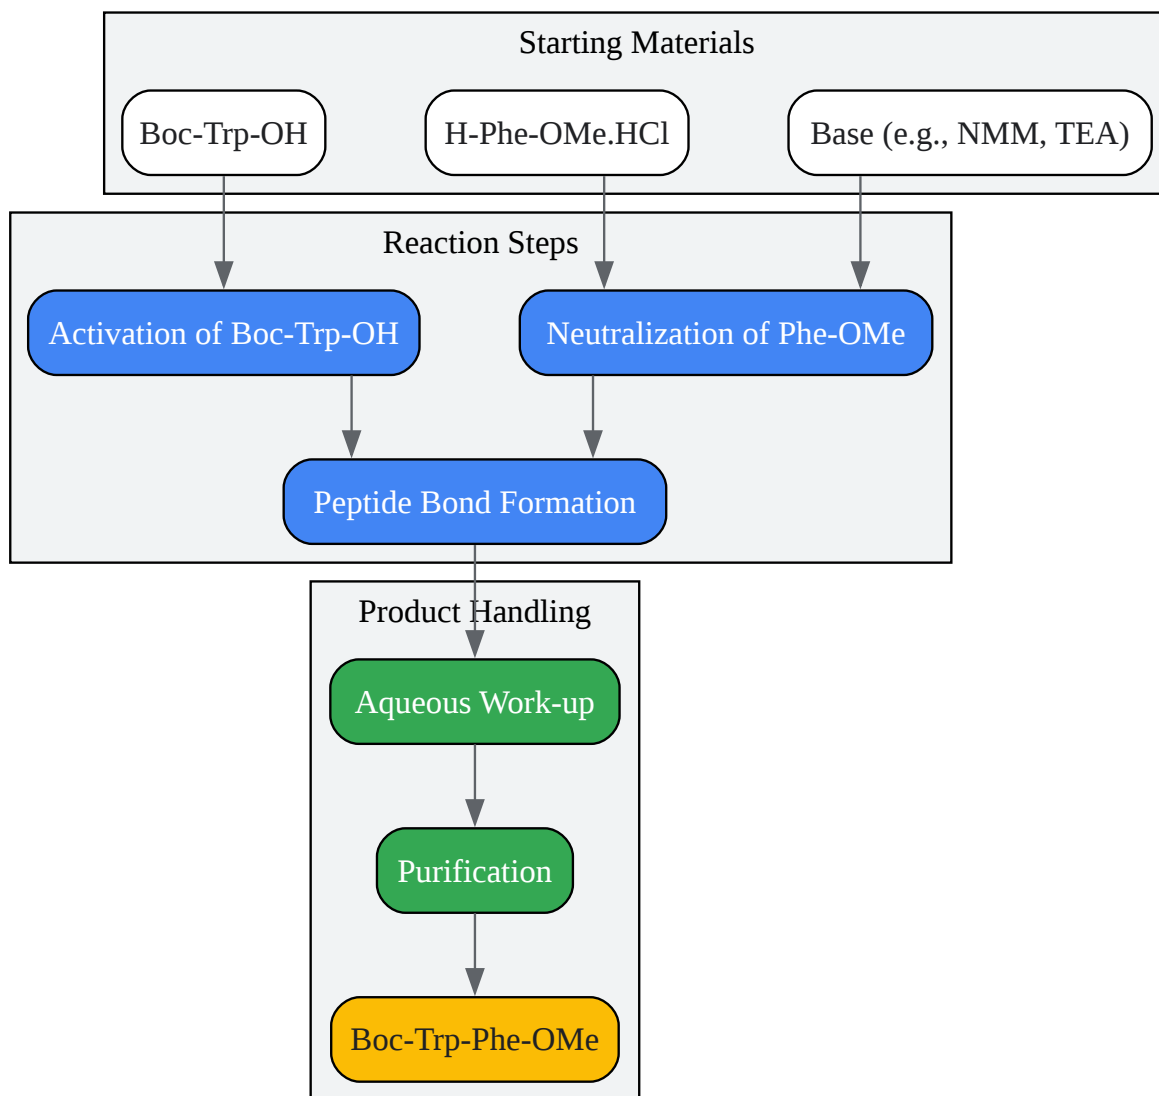 Starting Materials
Boc-Trp-OH
H-Phe-OMe.HCl
Base (e.g., NMM, TEA)
Reaction Steps
Activation of Boc-Trp-OH
Neutralization of Phe-OMe
Peptide Bond Formation
Product Handling
Aqueous Work-up
Purification
Boc-Trp-Phe-OMe